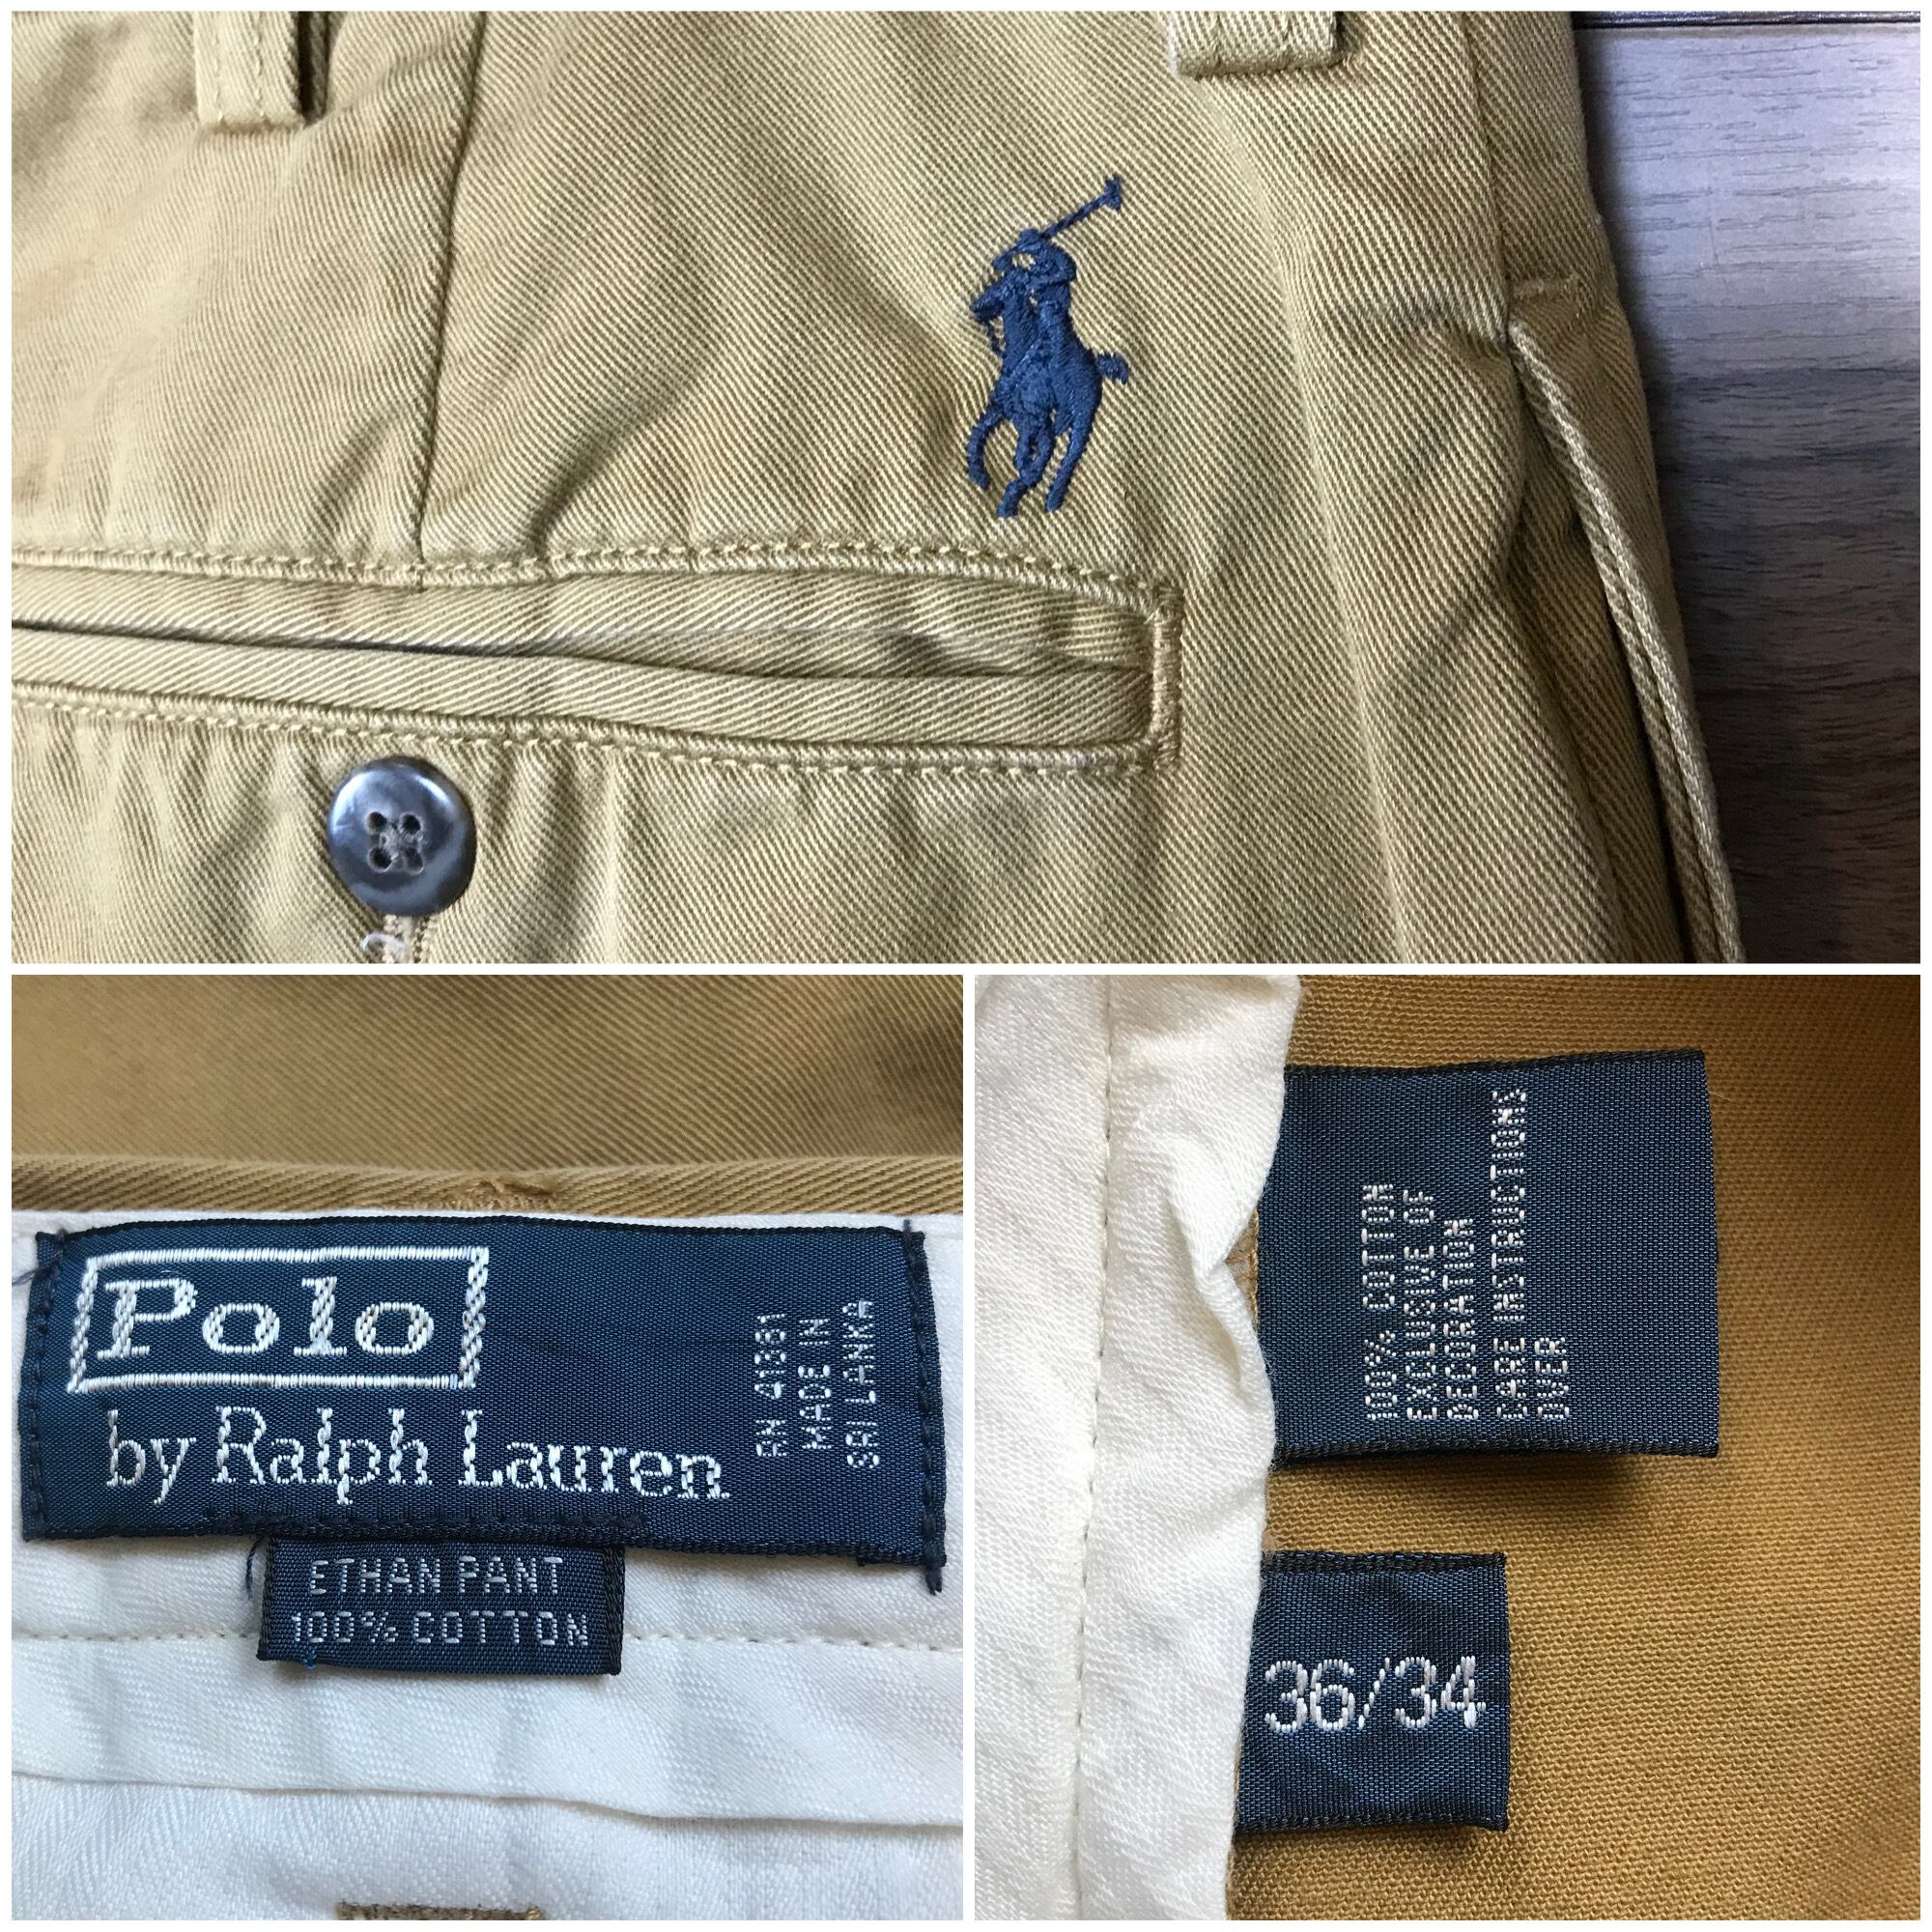 Polo
by Ralph Lauren
RN 41381
MADE IN
SRI LANKA
ETHAN PANT
100% COTTON
100% COTTON
EXCLUSIVE OF
DECORATION
CARE INSTRUCTIONS
OVER
36/34